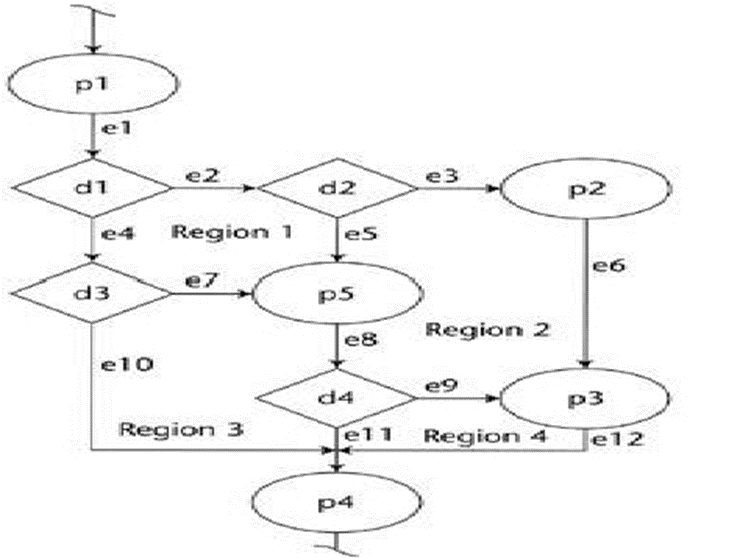 p1
e1
d1 e2 d2 e3 p2
e4 Region 1 e5
e6
d3 e7 p5
e8 Region 2
e10
d4 e9 p3
Region 3 e11 Region 4 e12
p4